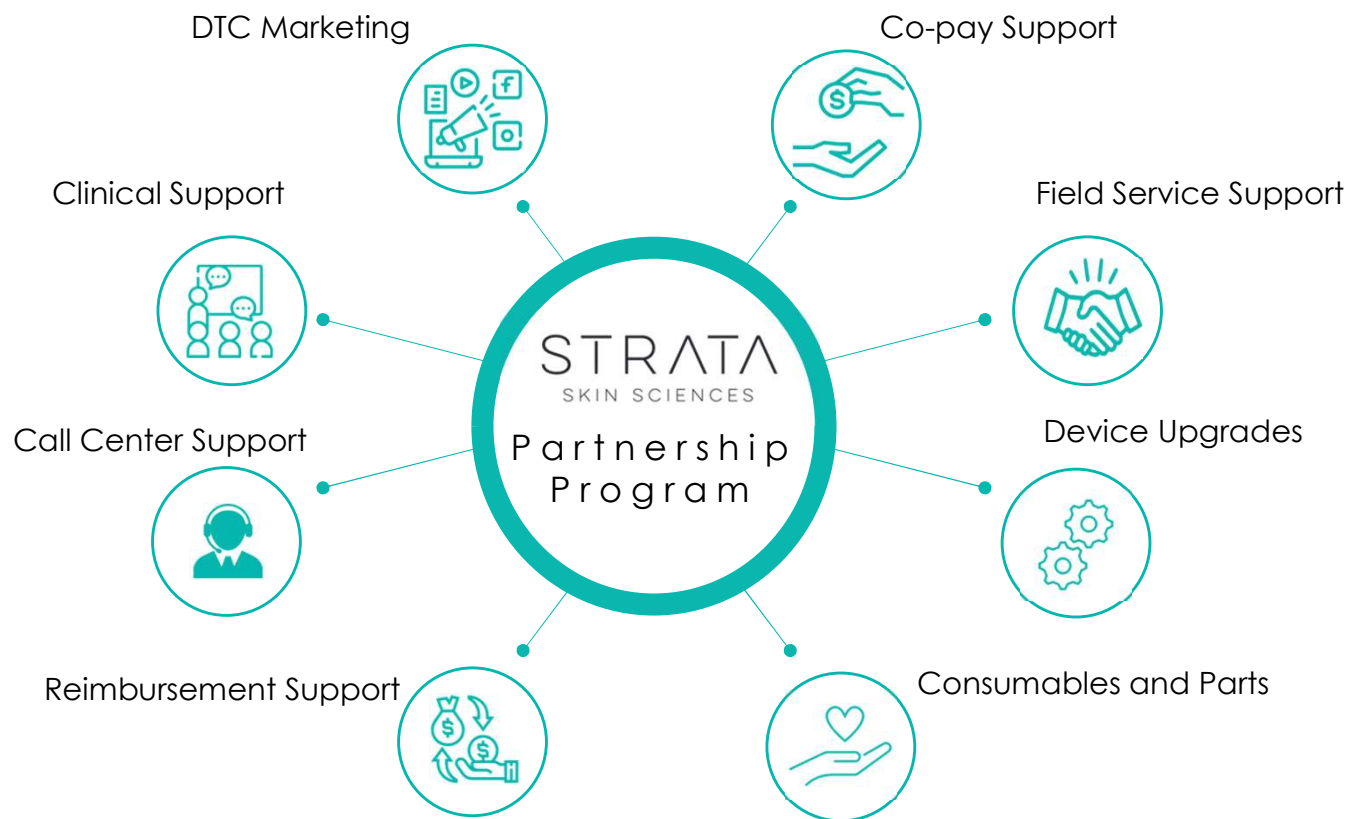 DTC Marketing
Co-pay Support
Clinical Support
Field Service Support
STRATA
SKIN SCIENCES
Partnership
Program
Call Center Support
Device Upgrades
Reimbursement Support
Consumables and Parts